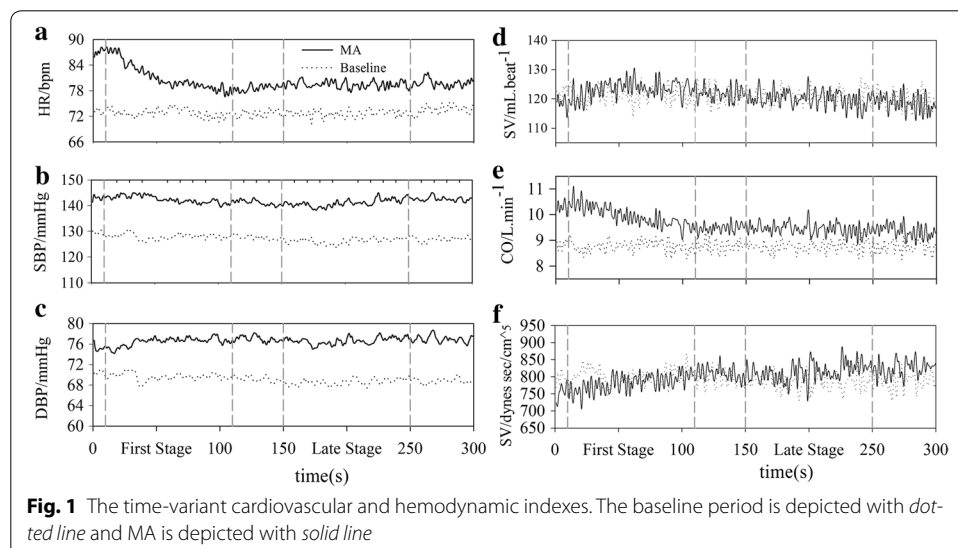 a
90
84
78
72
66
HR/bpm
MA
Baseline
b
150
140
130
120
110
SBP/mmHg
c
80
76
72
68
64
60
DBP/mmHg
0 First Stage 100 150 Late Stage 250 300
time(s)
d
140
130
120
110
SV/mL.beat-1
e
11
10
9
8
CO/L.min-1
f
950
900
850
800
750
700
650
SV/dynes sec/cm^5
0 First Stage 100 150 Late Stage 250 300
time(s)
Fig. 1 The time-variant cardiovascular and hemodynamic indexes. The baseline period is depicted with dot-
ted line and MA is depicted with solid line